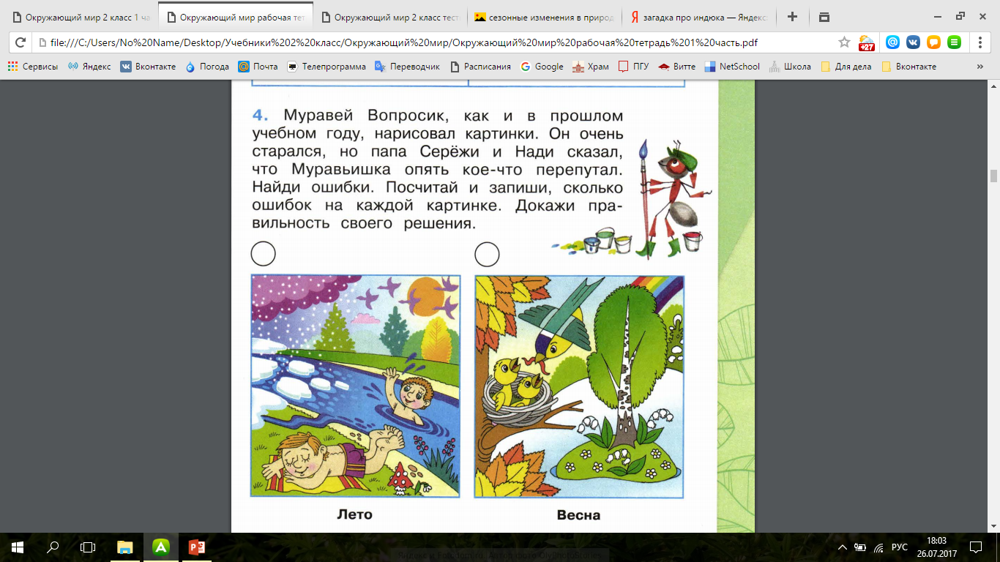 Окружающий мир 2 класс 1 ча
Окружающий мир рабочая тет
Окружающий мир 2 класс тест
сезонные изменения в природ
загадка про индюка — Яндекс
file:///C:/Users/No%20Name/Desktop/Учебники%202%20класс/Окружающий%20мир/Окружающий%20мир%20рабочая%20тетрадь%201%20часть.pdf
+27
Сервисы Яндекс Вконтакте Погода Почта Телепрограмма Переводчик Расписания Google Храм ПГУ Витте NetSchool Школа Для дела Вконтакте »
4. Муравей Вопросик, как и в прошлом
учебном году, нарисовал картинки. Он очень
старался, но папа Серёжи и Нади сказал,
что Муравьишка опять кое-что перепутал.
Найди ошибки. Посчитай и запиши, сколько
ошибок на каждой картинке. Докажи пра-
вильность своего решения.
Лето
Весна
РУС
18:03
26.07.2017